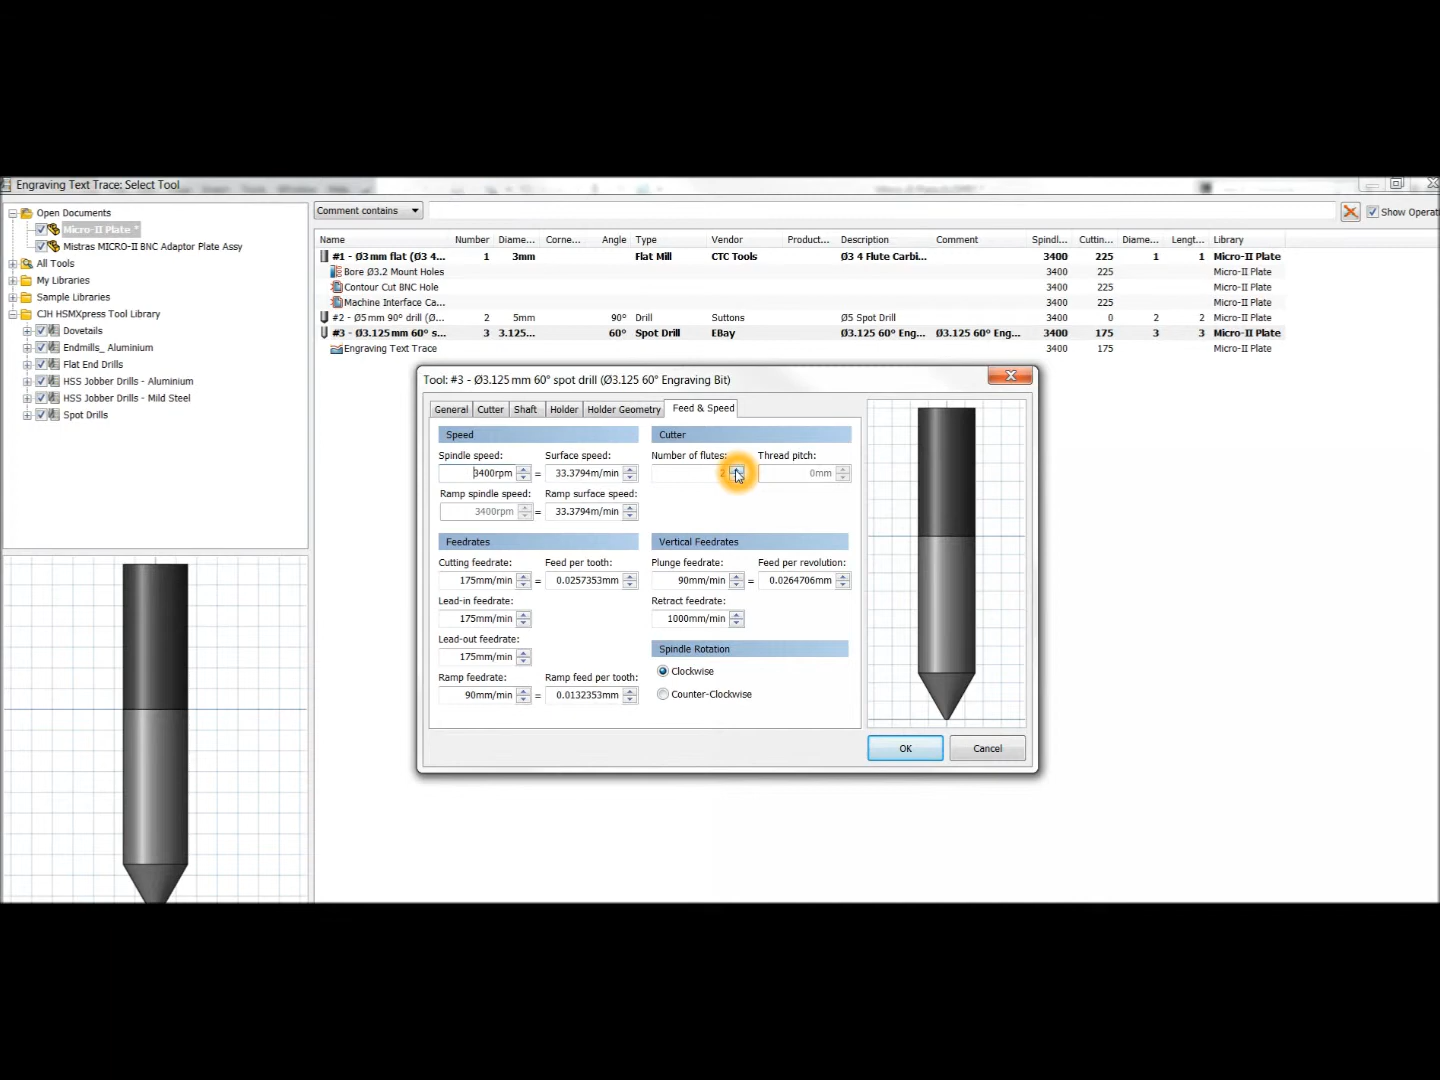 Engraving Text Trace: Select Tool
Open Documents
Micro-II Plate *
Mistras MICRO-II BNC Adaptor Plate Assy
All Tools
My Libraries
Sample Libraries
CJH HSMXpress Tool Library
Dovetails
Endmills_ Aluminium
Flat End Drills
HSS Jobber Drills - Aluminium
HSS Jobber Drills - Mild Steel
Spot Drills
Comment contains
Show Operat
Name Number Diame... Corne... Angle Type Vendor Product... Description Comment Spindl... Cuttin... Diame... Lengt... Library
#1 - Ø3mm flat (Ø3 4... 1 3mm Flat Mill CTC Tools Ø3 4 Flute Carbi... 3400 225 1 1 Micro-II Plate
Bore Ø3.2 Mount Holes 3400 225 Micro-II Plate
Contour Cut BNC Hole 3400 225 Micro-II Plate
Machine Interface Ca... 3400 225 Micro-II Plate
#2 - Ø5mm 90° drill (Ø... 2 5mm 90° Drill Suttons Ø5 Spot Drill 3400 0 2 2 Micro-II Plate
#3 - Ø3.125mm 60° s... 3 3.125... 60° Spot Drill EBay Ø3.125 60° Eng... Ø3.125 60° Eng... 3400 175 3 3 Micro-II Plate
Engraving Text Trace 3400 175 Micro-II Plate
Tool: #3 - Ø3.125mm 60° spot drill (Ø3.125 60° Engraving Bit)
General Cutter Shaft Holder Holder Geometry Feed & Speed
Speed Cutter
Spindle speed: Surface speed: Number of flutes: Thread pitch:
3400rpm = 33.3794m/min 2 0mm
Ramp spindle speed: Ramp surface speed:
3400rpm = 33.3794m/min
Feedrates Vertical Feedrates
Cutting feedrate: Feed per tooth: Plunge feedrate: Feed per revolution:
175mm/min = 0.0257353mm 90mm/min = 0.0264706mm
Lead-in feedrate: Retract feedrate:
175mm/min 1000mm/min
Lead-out feedrate: Spindle Rotation
175mm/min Clockwise
Ramp feedrate: Ramp feed per tooth:
90mm/min = 0.0132353mm Counter-Clockwise
OK Cancel